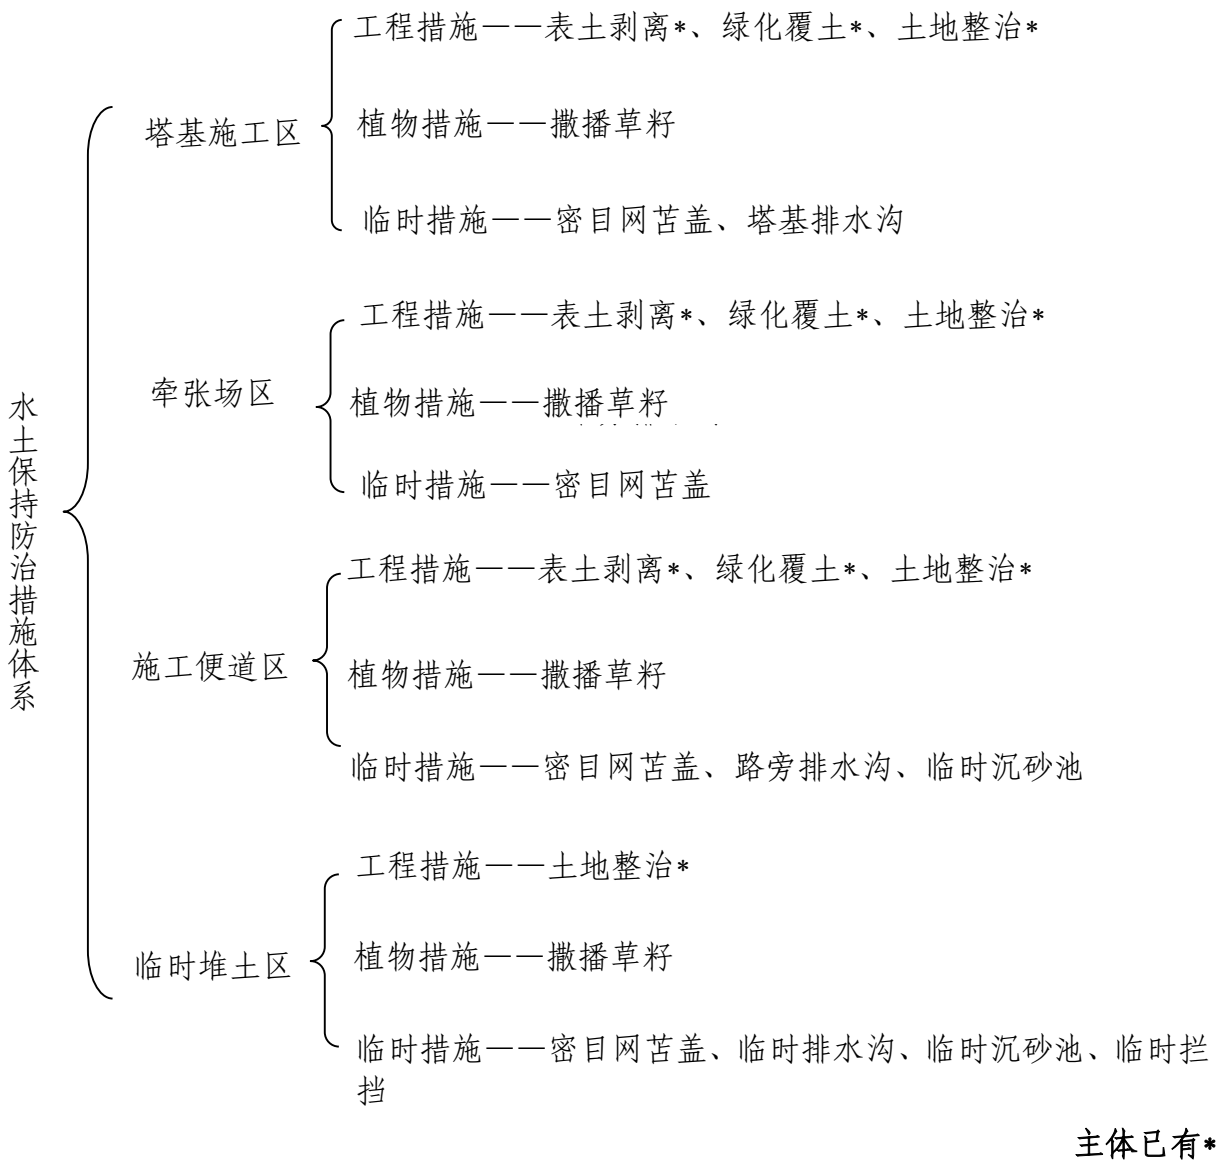 水土保持防治措施体系
塔基施工区
工程措施——表土剥离*、绿化覆土*、土地整治*
植物措施——撒播草籽
临时措施——密目网苫盖、塔基排水沟
牵张场区
工程措施——表土剥离*、绿化覆土*、土地整治*
植物措施——撒播草籽
临时措施——密目网苫盖
施工便道区
工程措施——表土剥离*、绿化覆土*、土地整治*
植物措施——撒播草籽
临时措施——密目网苫盖、路旁排水沟、临时沉砂池
临时堆土区
工程措施——土地整治*
植物措施——撒播草籽
临时措施——密目网苫盖、临时排水沟、临时沉砂池、临时拦
挡
主体已有*